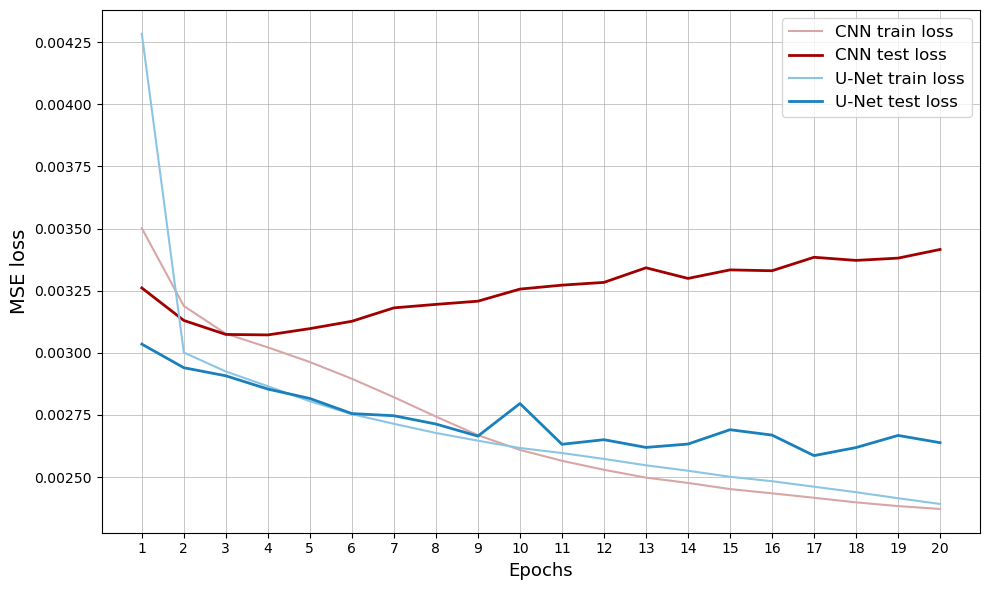 CNN train loss
CNN test loss
U-Net train loss
U-Net test loss
MSE loss
0.00425
0.00400
0.00375
0.00350
0.00325
0.00300
0.00275
0.00250
1 2 3 4 5 6 7 8 9 10 11 12 13 14 15 16 17 18 19 20
Epochs